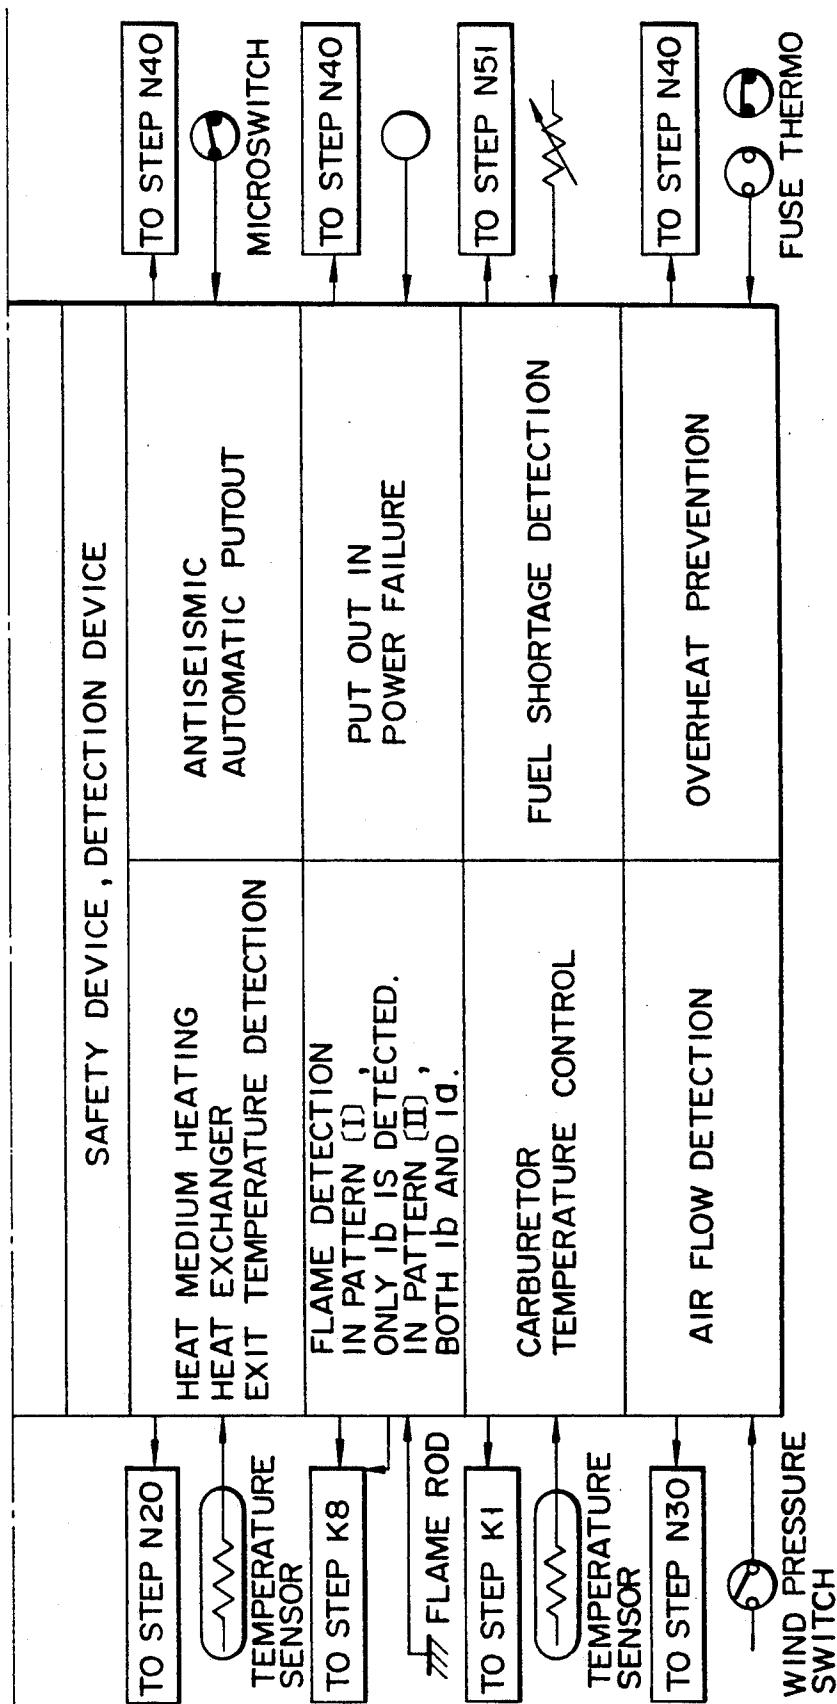 SAFETY DEVICE, DETECTION DEVICE
TO STEP N20
TEMPERATURE
SENSOR
HEAT MEDIUM HEATING
HEAT EXCHANGER
EXIT TEMPERATURE DETECTION
ANTISEISMIC
AUTOMATIC PUTOUT
TO STEP N40
MICROSWITCH
TO STEP K8
FLAME ROD
FLAME DETECTION
IN PATTERN (I),
ONLY 1b IS DETECTED.
IN PATTERN (II),
BOTH 1b AND 1a.
PUT OUT IN
POWER FAILURE
TO STEP N40
TO STEP K1
TEMPERATURE
SENSOR
CARBURETOR
TEMPERATURE CONTROL
FUEL SHORTAGE DETECTION
TO STEP N51
TO STEP N30
WIND PRESSURE
SWITCH
AIR FLOW DETECTION
OVERHEAT PREVENTION
TO STEP N40
FUSE THERMO